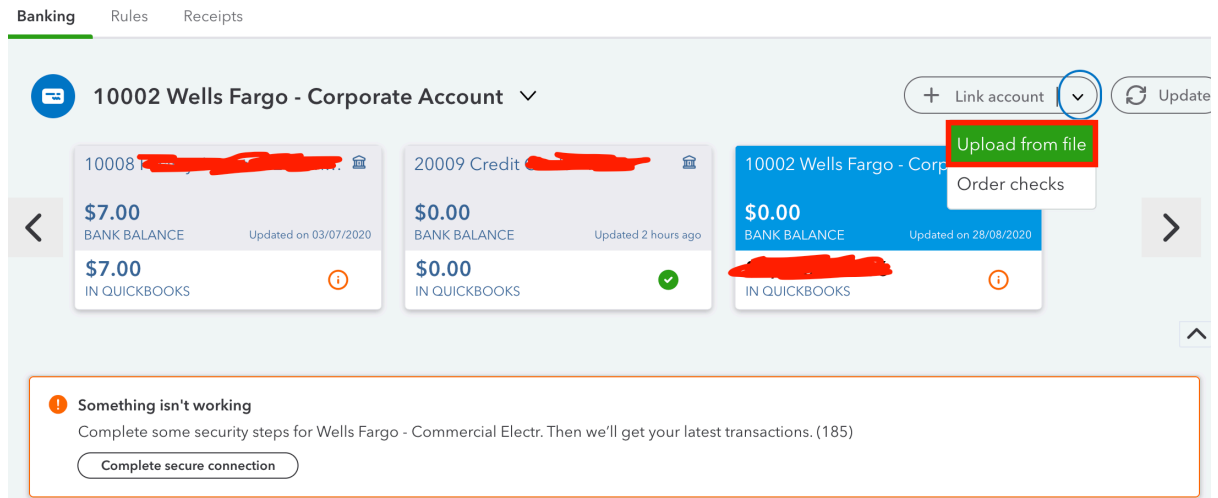 Banking Rules Receipts
10002 Wells Fargo - Corporate Account
Link account
Update
Upload from file
Order checks
10008
$7.00
BANK BALANCE Updated on 03/07/2020
$7.00
IN QUICKBOOKS
20009 Credit
$0.00
BANK BALANCE Updated 2 hours ago
$0.00
IN QUICKBOOKS
10002 Wells Fargo - Corp
$0.00
BANK BALANCE Updated on 28/08/2020
IN QUICKBOOKS
Something isn't working
Complete some security steps for Wells Fargo - Commercial Electr. Then we'll get your latest transactions. (185)
Complete secure connection